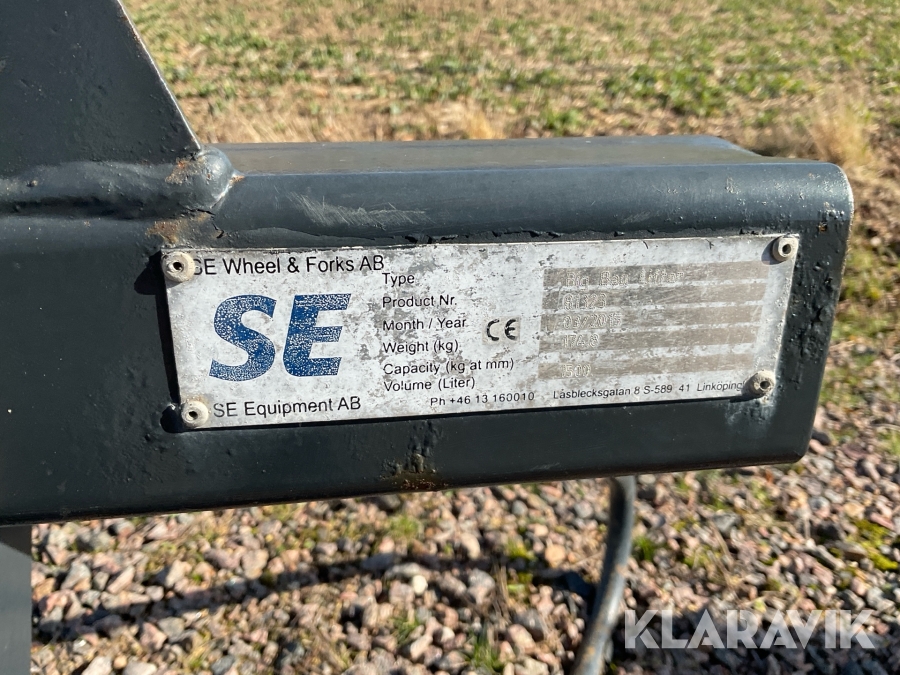 SE Wheel & Forks AB
SE
SE Equipment AB
Type Big Bag Lifter
Product Nr.
Month / Year CE
Weight (kg)
Capacity (kg at mm)
Volume (Liter)
Ph +46 13 160010 Låsblecksgatan 8 S-589 41 Linköping
KLARAVIK